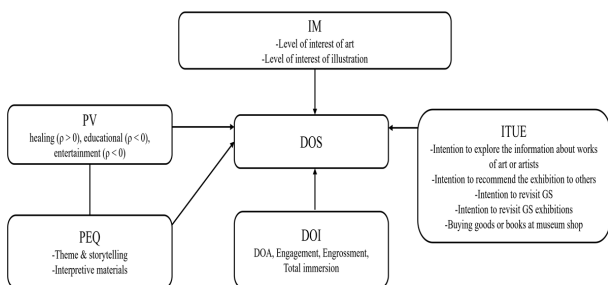 IM
-Level of interest of art
-Level of interest of illustration
PV
healing (ρ > 0), educational (ρ < 0),
entertainment (ρ < 0)
DOS
ITUE
-Intention to explore the information about works
of art or artists
-Intention to recommend the exhibition to others
-Intention to revisit GS
-Intention to revisit GS exhibitions
-Buying goods or books at museum shop
PEQ
-Theme & storytelling
-Interpretive materials
DOI
DOA, Engagement, Engrossment,
Total immersion